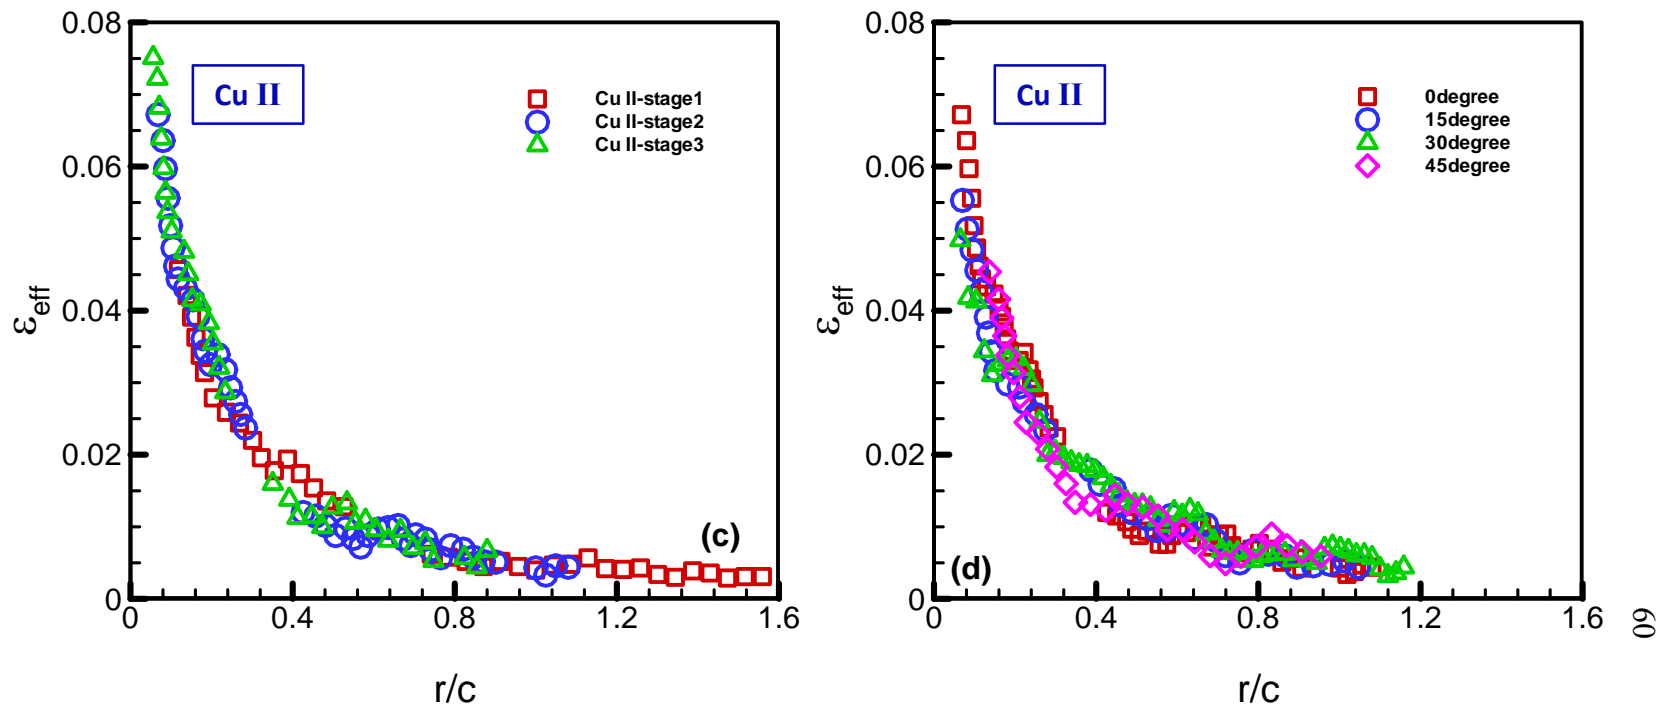 0.08
0.06
0.04
0.02
0
ε_eff
Cu II
Cu II-stage1
Cu II-stage2
Cu II-stage3
(c)
0 0.4 0.8 1.2 1.6
r/c
0.08
0.06
0.04
0.02
0
ε_eff
Cu II
0degree
15degree
30degree
45degree
(d)
0 0.4 0.8 1.2 1.6
r/c
60